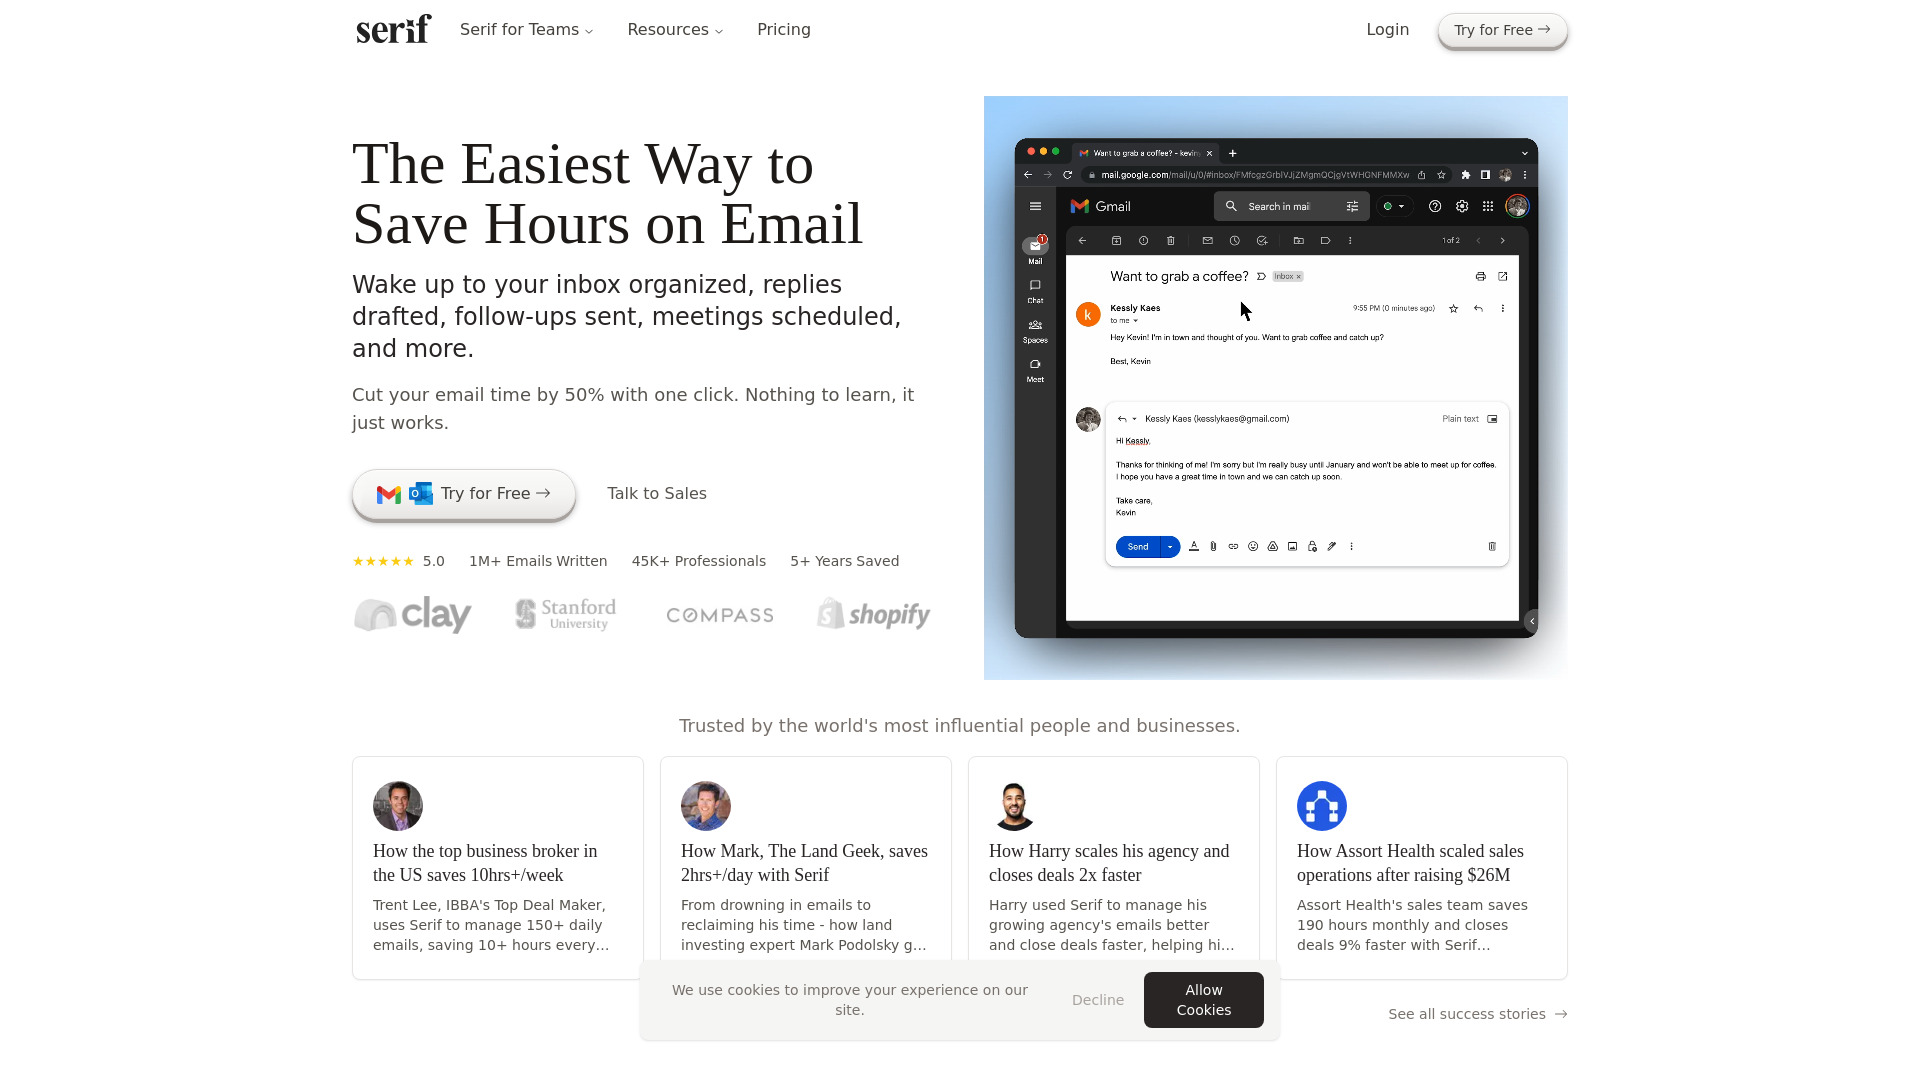 serif
Serif for Teams
Resources
Pricing
Login
Try for Free →
The Easiest Way to
Save Hours on Email
Wake up to your inbox organized, replies
drafted, follow-ups sent, meetings scheduled,
and more.
Cut your email time by 50% with one click. Nothing to learn, it
just works.
Try for Free →
Talk to Sales
★★★★★ 5.0
1M+ Emails Written
45K+ Professionals
5+ Years Saved
clay
Stanford
University
COMPASS
shopify
Want to grab a coffee? - keviny
mail.google.com/mail/u/0/#inbox/
Gmail
Search in mail
1
Mail
Chat
Spaces
Meet
1 of 2
Want to grab a coffee?
Inbox ×
k
Kessly Kaes
9:55 PM (0 minutes ago)
to me
Hey Kevin! I'm in town and thought of you. Want to grab coffee and catch up?
Best, Kevin
Kessly Kaes (kesslykaes@gmail.com)
Plain text
Hi Kessly,
Thanks for thinking of me! I'm sorry but I'm really busy until January and won't be able to meet up for coffee.
I hope you have a great time in town and we can catch up soon.
Take care,
Kevin
Send
Trusted by the world's most influential people and businesses.
How the top business broker in
the US saves 10hrs+/week
Trent Lee, IBBA's Top Deal Maker,
uses Serif to manage 150+ daily
emails, saving 10+ hours every...
How Mark, The Land Geek, saves
2hrs+/day with Serif
From drowning in emails to
reclaiming his time - how land
investing expert Mark Podolsky g...
How Harry scales his agency and
closes deals 2x faster
Harry used Serif to manage his
growing agency's emails better
and close deals faster, helping hi...
How Assort Health scaled sales
operations after raising $26M
Assort Health's sales team saves
190 hours monthly and closes
deals 9% faster with Serif...
We use cookies to improve your experience on our
site.
Decline
Allow
Cookies
See all success stories →